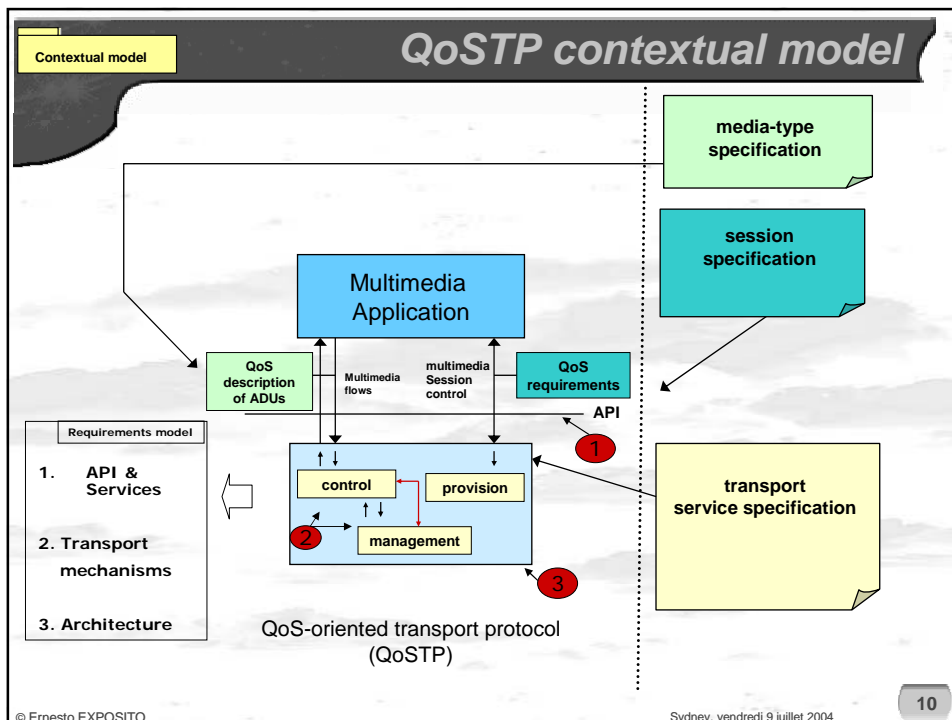 Contextual model
QoSTP contextual model
media-type
specification
session
specification
Multimedia
Application
QoS
description
of ADUs
Multimedia
flows
multimedia
Session
control
QoS
requirements
API
1
Requirements model
1. API &
Services
2. Transport
mechanisms
3. Architecture
control
provision
2
management
3
transport
service specification
QoS-oriented transport protocol
(QoSTP)
© Ernesto EXPOSITO
Sydney, vendredi 9 juillet 2004
10